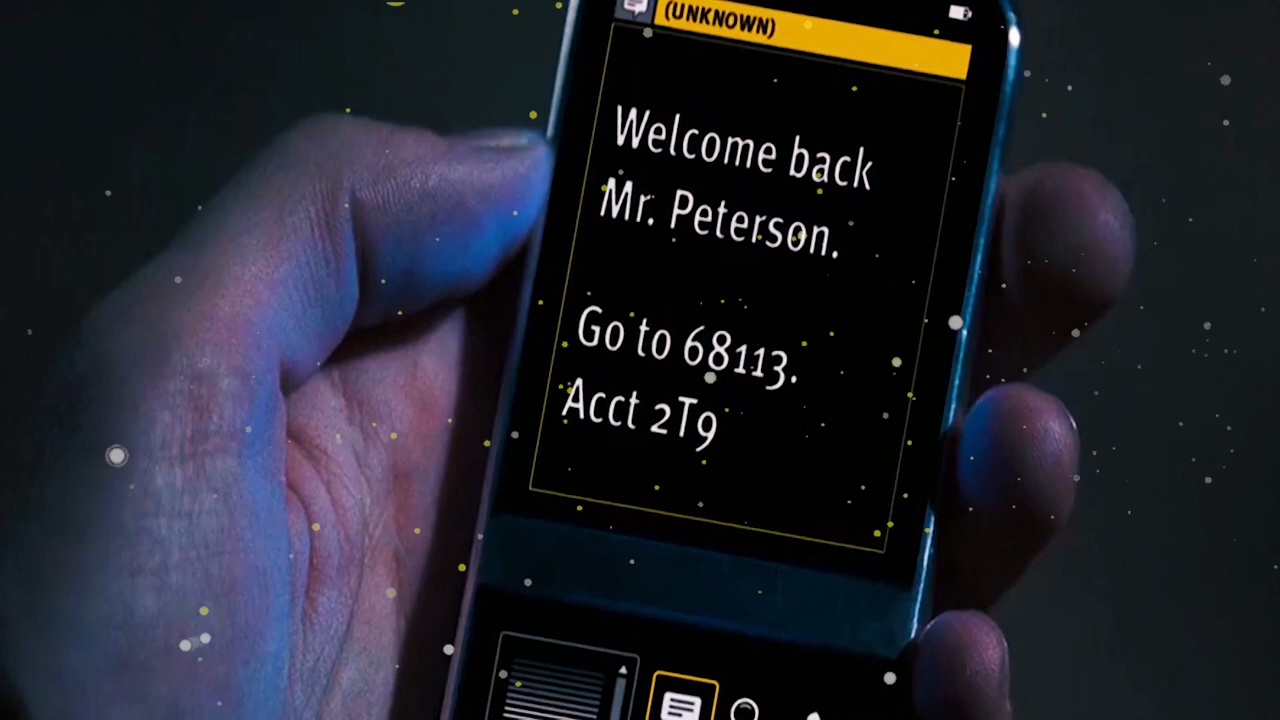 (UNKNOWN)
Welcome back
Mr. Peterson.
Go to 68113.
Acct 2T9